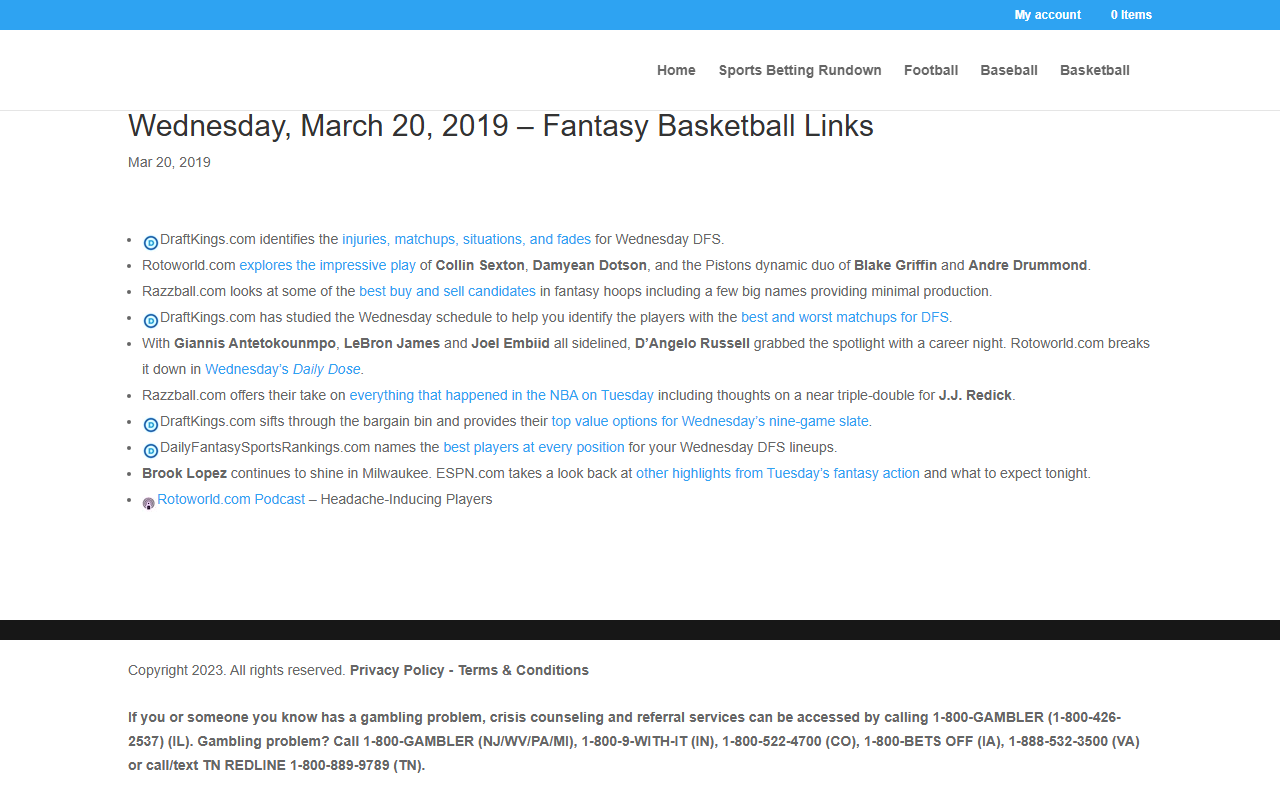 My account 0 Items
Home Sports Betting Rundown Football Baseball Basketball
Wednesday, March 20, 2019 – Fantasy Basketball Links
Mar 20, 2019
DraftKings.com identifies the injuries, matchups, situations, and fades for Wednesday DFS.
Rotoworld.com explores the impressive play of Collin Sexton, Damyean Dotson, and the Pistons dynamic duo of Blake Griffin and Andre Drummond.
Razzball.com looks at some of the best buy and sell candidates in fantasy hoops including a few big names providing minimal production.
DraftKings.com has studied the Wednesday schedule to help you identify the players with the best and worst matchups for DFS.
With Giannis Antetokounmpo, LeBron James and Joel Embiid all sidelined, D’Angelo Russell grabbed the spotlight with a career night. Rotoworld.com breaks
it down in Wednesday’s Daily Dose.
Razzball.com offers their take on everything that happened in the NBA on Tuesday including thoughts on a near triple-double for J.J. Redick.
DraftKings.com sifts through the bargain bin and provides their top value options for Wednesday’s nine-game slate.
DailyFantasySportsRankings.com names the best players at every position for your Wednesday DFS lineups.
Brook Lopez continues to shine in Milwaukee. ESPN.com takes a look back at other highlights from Tuesday’s fantasy action and what to expect tonight.
Rotoworld.com Podcast – Headache-Inducing Players
Copyright 2023. All rights reserved. Privacy Policy - Terms & Conditions
If you or someone you know has a gambling problem, crisis counseling and referral services can be accessed by calling 1-800-GAMBLER (1-800-426-
2537) (IL). Gambling problem? Call 1-800-GAMBLER (NJ/WV/PA/MI), 1-800-9-WITH-IT (IN), 1-800-522-4700 (CO), 1-800-BETS OFF (IA), 1-888-532-3500 (VA)
or call/text TN REDLINE 1-800-889-9789 (TN).